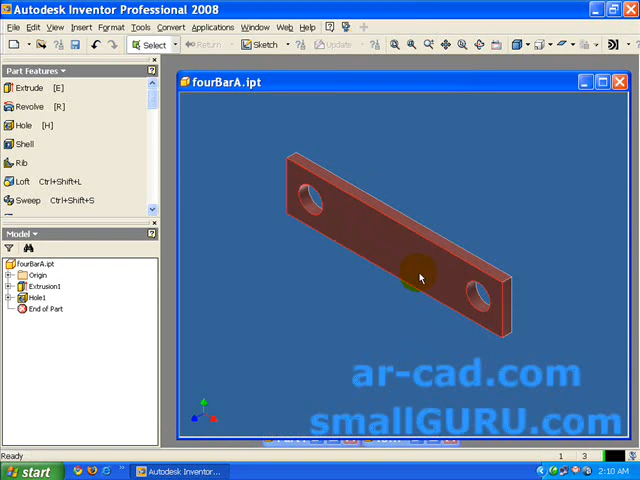 Autodesk Inventor Professional 2008
File Edit View Insert Format Tools Convert Applications Window Web Help
Select Return Sketch Update
Part Features
Extrude [E]
Revolve [R]
Hole [H]
Shell
Rib
Loft Ctrl+Shift+L
Sweep Ctrl+Shift+S
Model
fourBarA.ipt
Origin
Extrusion1
Hole1
End of Part
fourBarA.ipt
ar-cad.com
smallGURU.com
Ready 1 3
start Autodesk Inventor... 2:10 AM